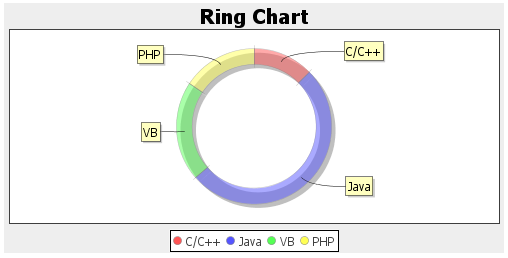 Ring Chart
PHP
C/C++
VB
Java
C/C++ Java VB PHP